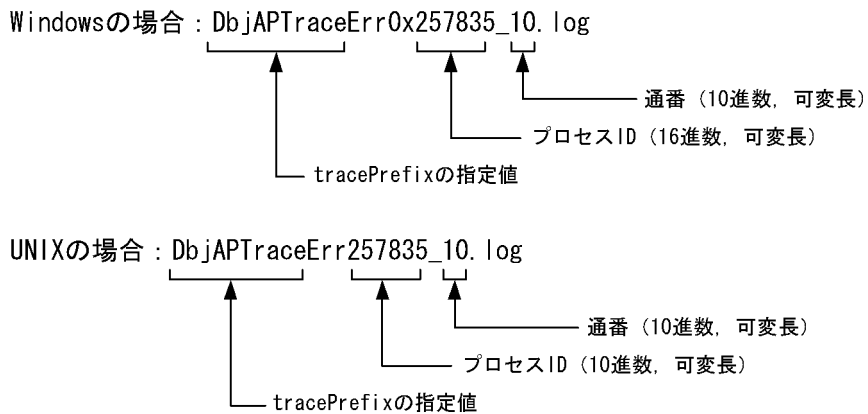 Windowsの場合：DbjAPTraceErr0x257835_10.log
通番（10進数，可変長）
プロセスID（16進数，可変長）
tracePrefixの指定値
UNIXの場合：DbjAPTraceErr257835_10.log
通番（10進数，可変長）
プロセスID（10進数，可変長）
tracePrefixの指定値